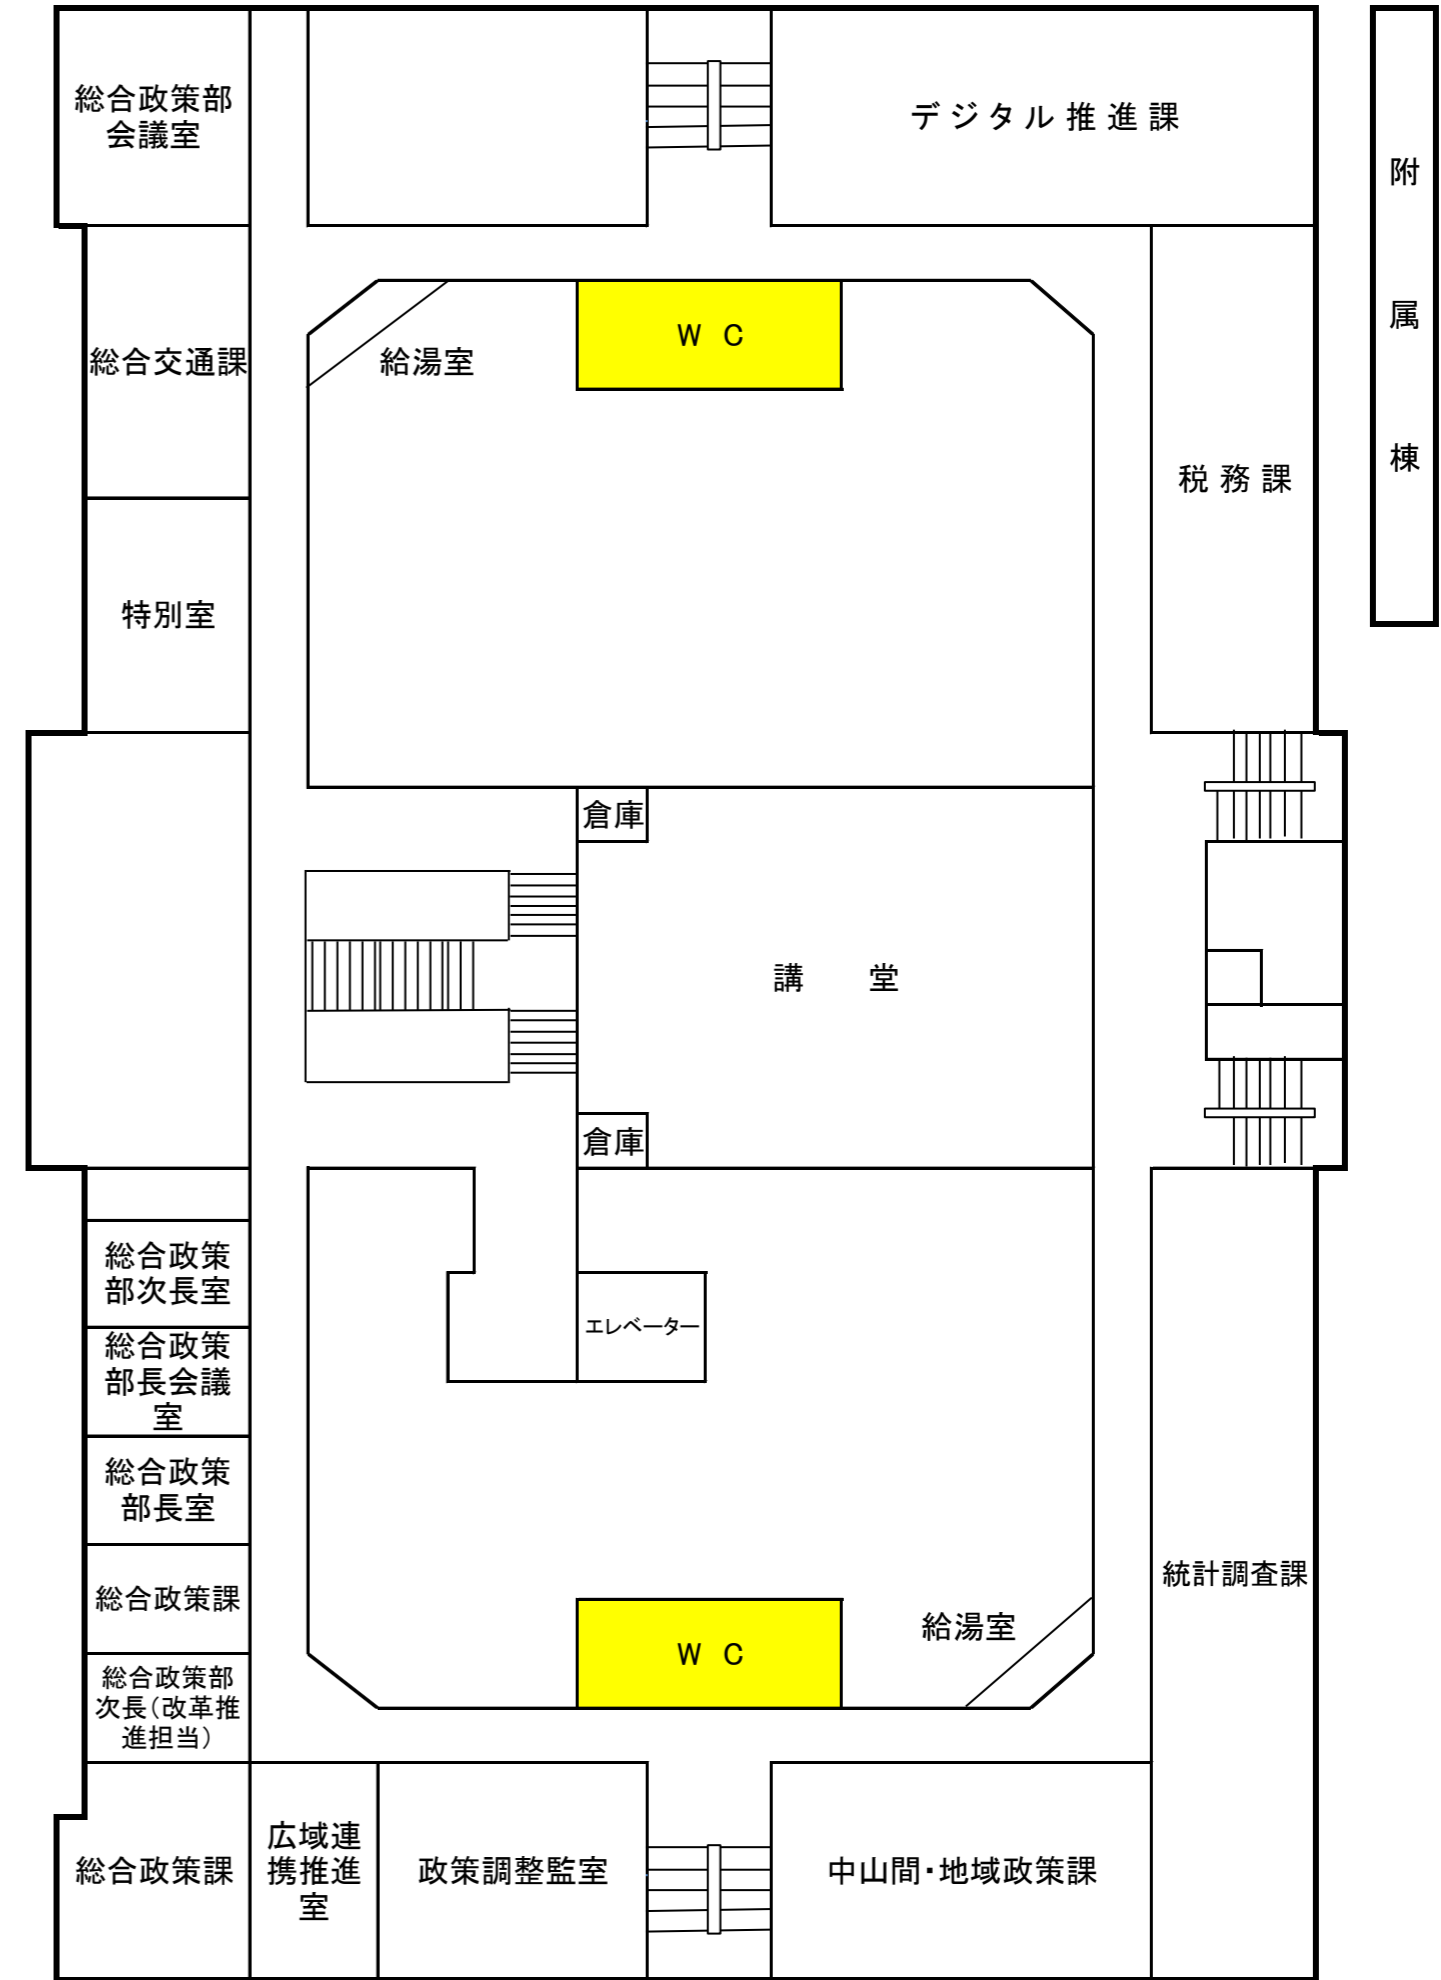 総合政策部
会議室
デジタル推進課
附
属
棟
総合交通課
給湯室
WC
税務課
特別室
倉庫
講堂
倉庫
総合政策
部次長室
エレベーター
総合政策
部長会議
室
総合政策
部長室
総合政策課
統計調査課
WC
給湯室
総合政策部
次長(改革推
進担当)
総合政策課
広域連
携推進
室
政策調整監室
中山間・地域政策課